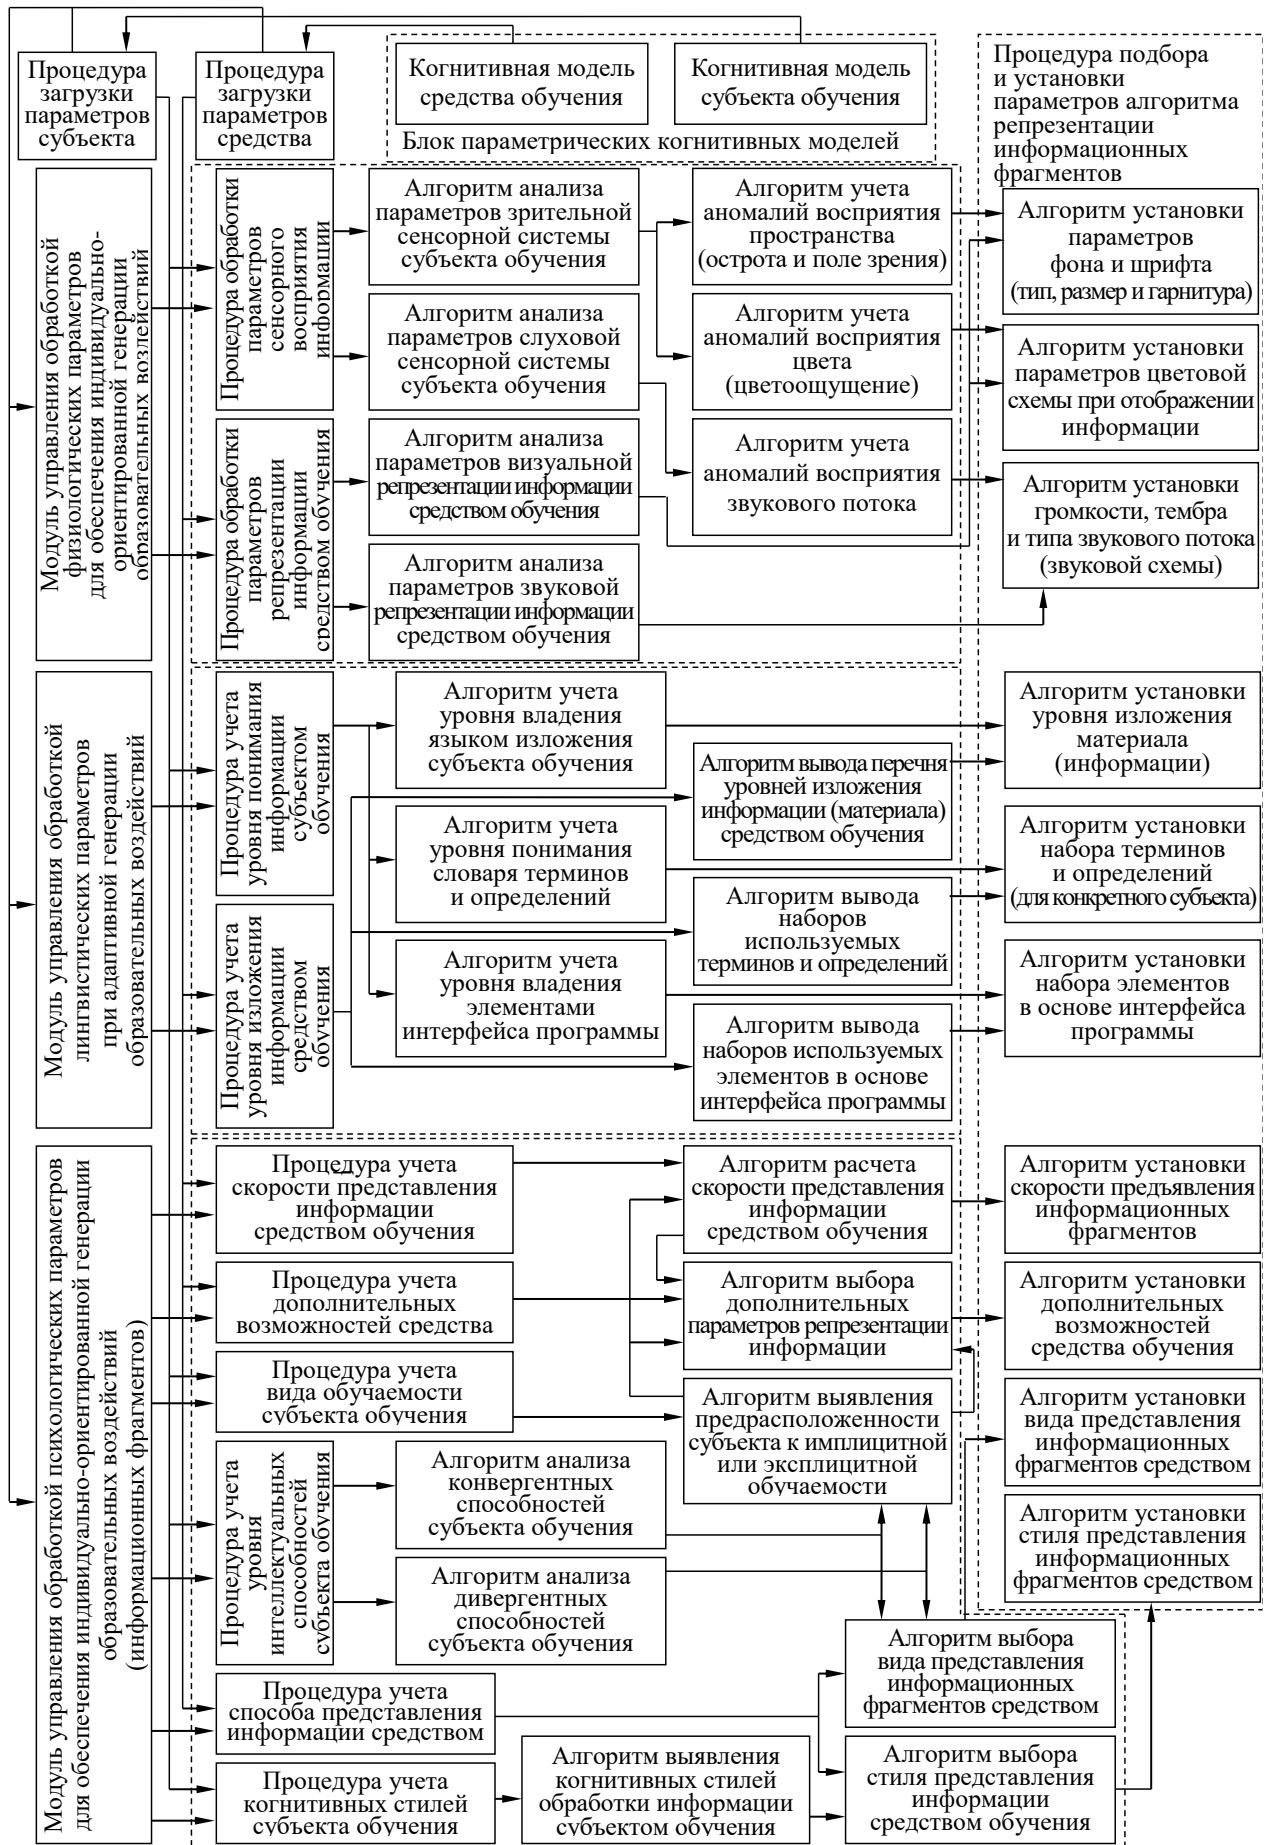 Процедура
загрузки
параметров
субъекта
Процедура
загрузки
параметров
средства
Когнитивная модель
средства обучения
Когнитивная модель
субъекта обучения
Блок параметрических когнитивных моделей
Процедура подбора
и установки
параметров алгоритма
репрезентации
информационных
фрагментов
Модуль управления обработкой
физиологических параметров
для обеспечения индивидуально-
ориентированной генерации
образовательных возлействий
Процедура обработки
параметров
сенсорного
восприятия
информации
Алгоритм анализа
параметров зрительной
сенсорной системы
субъекта обучения
Алгоритм учета
аномалий восприятия
пространства
(острота и поле зрения)
Алгоритм установки
параметров
фона и шрифта
(тип, размер и гарнитура)
Алгоритм анализа
параметров слуховой
сенсорной системы
субъекта обучения
Алгоритм учета
аномалий восприятия
цвета
(цветоощущение)
Алгоритм установки
параметров цветовой
схемы при отображении
информации
Процедура обработки
параметров
репрезентации
информации
средством обучения
Алгоритм анализа
параметров визуальной
репрезентации информации
средством обучения
Алгоритм учета
аномалий восприятия
звукового потока
Алгоритм установки
громкости, тембра
и типа звукового потока
(звуковой схемы)
Алгоритм анализа
параметров звуковой
репрезентации информации
средством обучения
Модуль управления обработкой
лингвистических параметров
при адаптивной генерации
образовательных воздействий
Процедура учета
уровня понимания
информации
субъектом
обучения
Алгоритм учета
уровня владения
языком изложения
субъекта обучения
Алгоритм установки
уровня изложения
материала
(информации)
Алгоритм вывода перечня
уровней изложения
информации (материала)
средством обучения
Алгоритм учета
уровня понимания
словаря терминов
и определений
Алгоритм установки
набора терминов
и определений
(для конкретного субъекта)
Процедура учета
уровня изложения
информации
средством
обучения
Алгоритм вывода
наборов
используемых
терминов и определений
Алгоритм учета
уровня владения
элементами
интерфейса программы
Алгоритм установки
набора элементов
в основе интерфейса
программы
Алгоритм вывода
наборов используемых
элементов в основе
интерфейса программы
Модуль управления обработкой психологических параметров
для обеспечения индивидуально-ориентированной генерации
образовательных воздействий
(информационных фрагментов)
Процедура учета
скорости представления
информации
средством обучения
Алгоритм расчета
скорости представления
информации
средством обучения
Алгоритм установки
скорости предъявления
информационных
фрагментов
Процедура учета
дополнительных
возможностей средства
Алгоритм выбора
дополнительных
параметров репрезентации
информации
Алгоритм установки
дополнительных
возможностей
средства обучения
Процедура учета
вида обучаемости
субъекта обучения
Алгоритм выявления
предрасположенности
субъекта к имплицитной
или эксплицитной
обучаемости
Алгоритм установки
вида представления
информационных
фрагментов средством
Процедура учета
уровня
интеллектуальных
способностей
субъекта обучения
Алгоритм анализа
конвергентных
способностей
субъекта обучения
Алгоритм установки
стиля представления
информационных
фрагментов средством
Алгоритм анализа
дивергентных
способностей
субъекта обучения
Алгоритм выбора
вида представления
информационных
фрагментов средством
Процедура учета
способа представления
информации средством
Процедура учета
когнитивных стилей
субъекта обучения
Алгоритм выявления
когнитивных стилей
обработки информации
субъектом обучения
Алгоритм выбора
стиля представления
информации
средством обучения